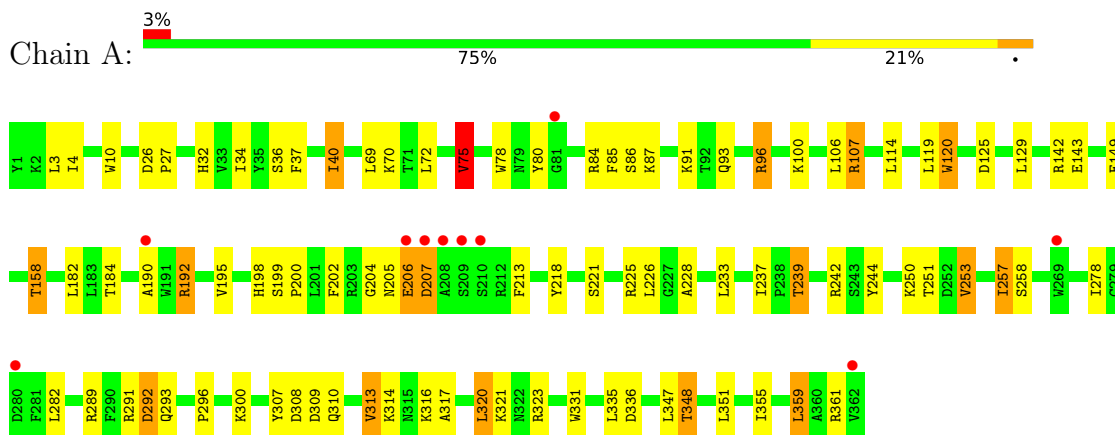 3%
Chain A:
75% 21% •
Y1 K2 L3 I4 W10 D26 P27 H32 V33 I34 Y35 S36 F37 I40 L69 K70 T71 L72 V75 W78 N79 Y80 G81 R84 F85 S86 K87 K91 T92 Q93 R96 K100 L106 R107 L114 L119 W120 D125 L129 R142 E143
T158 L182 L183 T184 A190 W191 R192 V195 H198 S199 P200 L201 F202 R203 G204 N205 E206 D207 A208 S209 S210 R212 F213 Y218 S221 R225 L226 G227 A228 L233 I237 P238 T239 R242 S243 Y244 K250 T251 D252 V253 I257 S258 W269 I278
D280 F281 L282 R289 F290 R291 D292 Q293 P296 K300 Y307 D308 D309 Q310 V313 K314 N315 K316 A317 L320 K321 N322 R323 W331 L335 D336 L347 T348 L351 I355 L359 A360 R361 V362